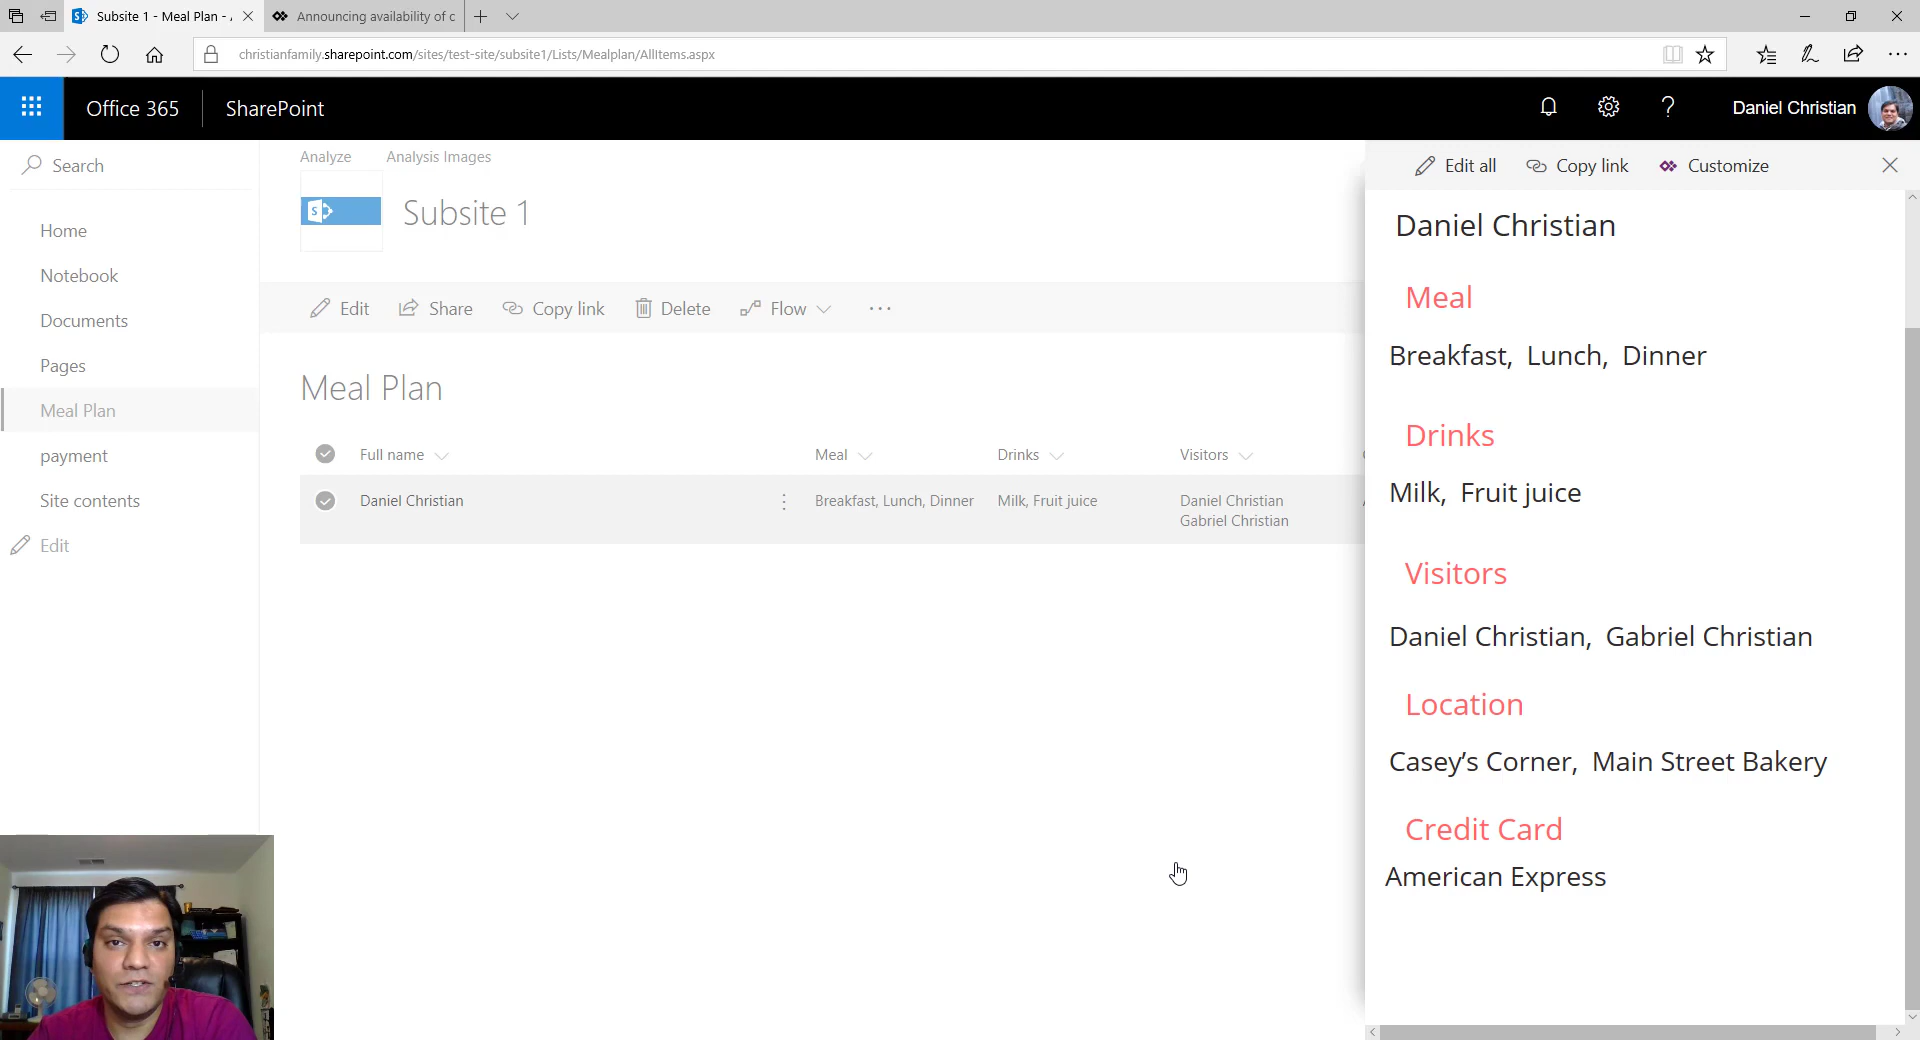 Subsite 1 - Meal Plan - A
Announcing availability of c
christianfamily.sharepoint.com/sites/test-site/subsite1/Lists/Mealplan/AllItems.aspx
Office 365
SharePoint
Daniel Christian
Search
Home
Notebook
Documents
Pages
Meal Plan
payment
Site contents
Edit
Analyze
Analysis Images
S
Subsite 1
Edit
Share
Copy link
Delete
Flow
Meal Plan
Full name
Meal
Drinks
Visitors
Daniel Christian
Breakfast, Lunch, Dinner
Milk, Fruit juice
Daniel Christian
Gabriel Christian
Edit all
Copy link
Customize
Daniel Christian
Meal
Breakfast, Lunch, Dinner
Drinks
Milk, Fruit juice
Visitors
Daniel Christian, Gabriel Christian
Location
Casey’s Corner, Main Street Bakery
Credit Card
American Express